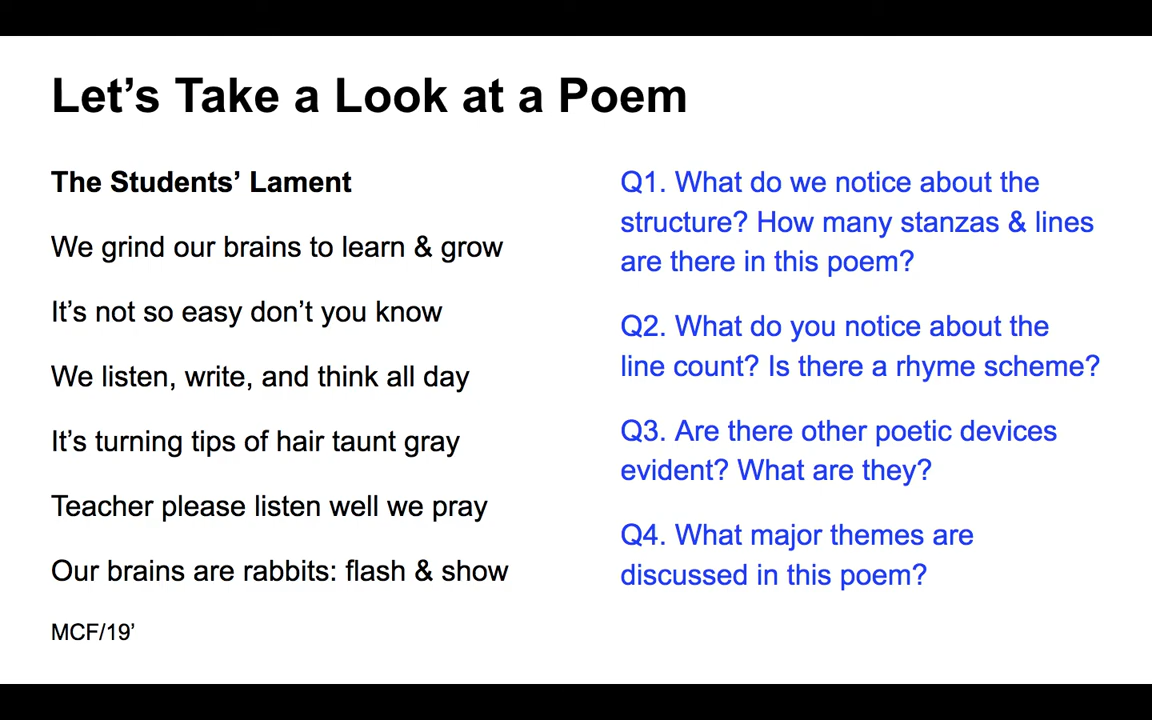 Let’s Take a Look at a Poem
The Students’ Lament
We grind our brains to learn & grow
It’s not so easy don’t you know
We listen, write, and think all day
It’s turning tips of hair taunt gray
Teacher please listen well we pray
Our brains are rabbits: flash & show
MCF/19’
Q1. What do we notice about the
structure? How many stanzas & lines
are there in this poem?
Q2. What do you notice about the
line count? Is there a rhyme scheme?
Q3. Are there other poetic devices
evident? What are they?
Q4. What major themes are
discussed in this poem?